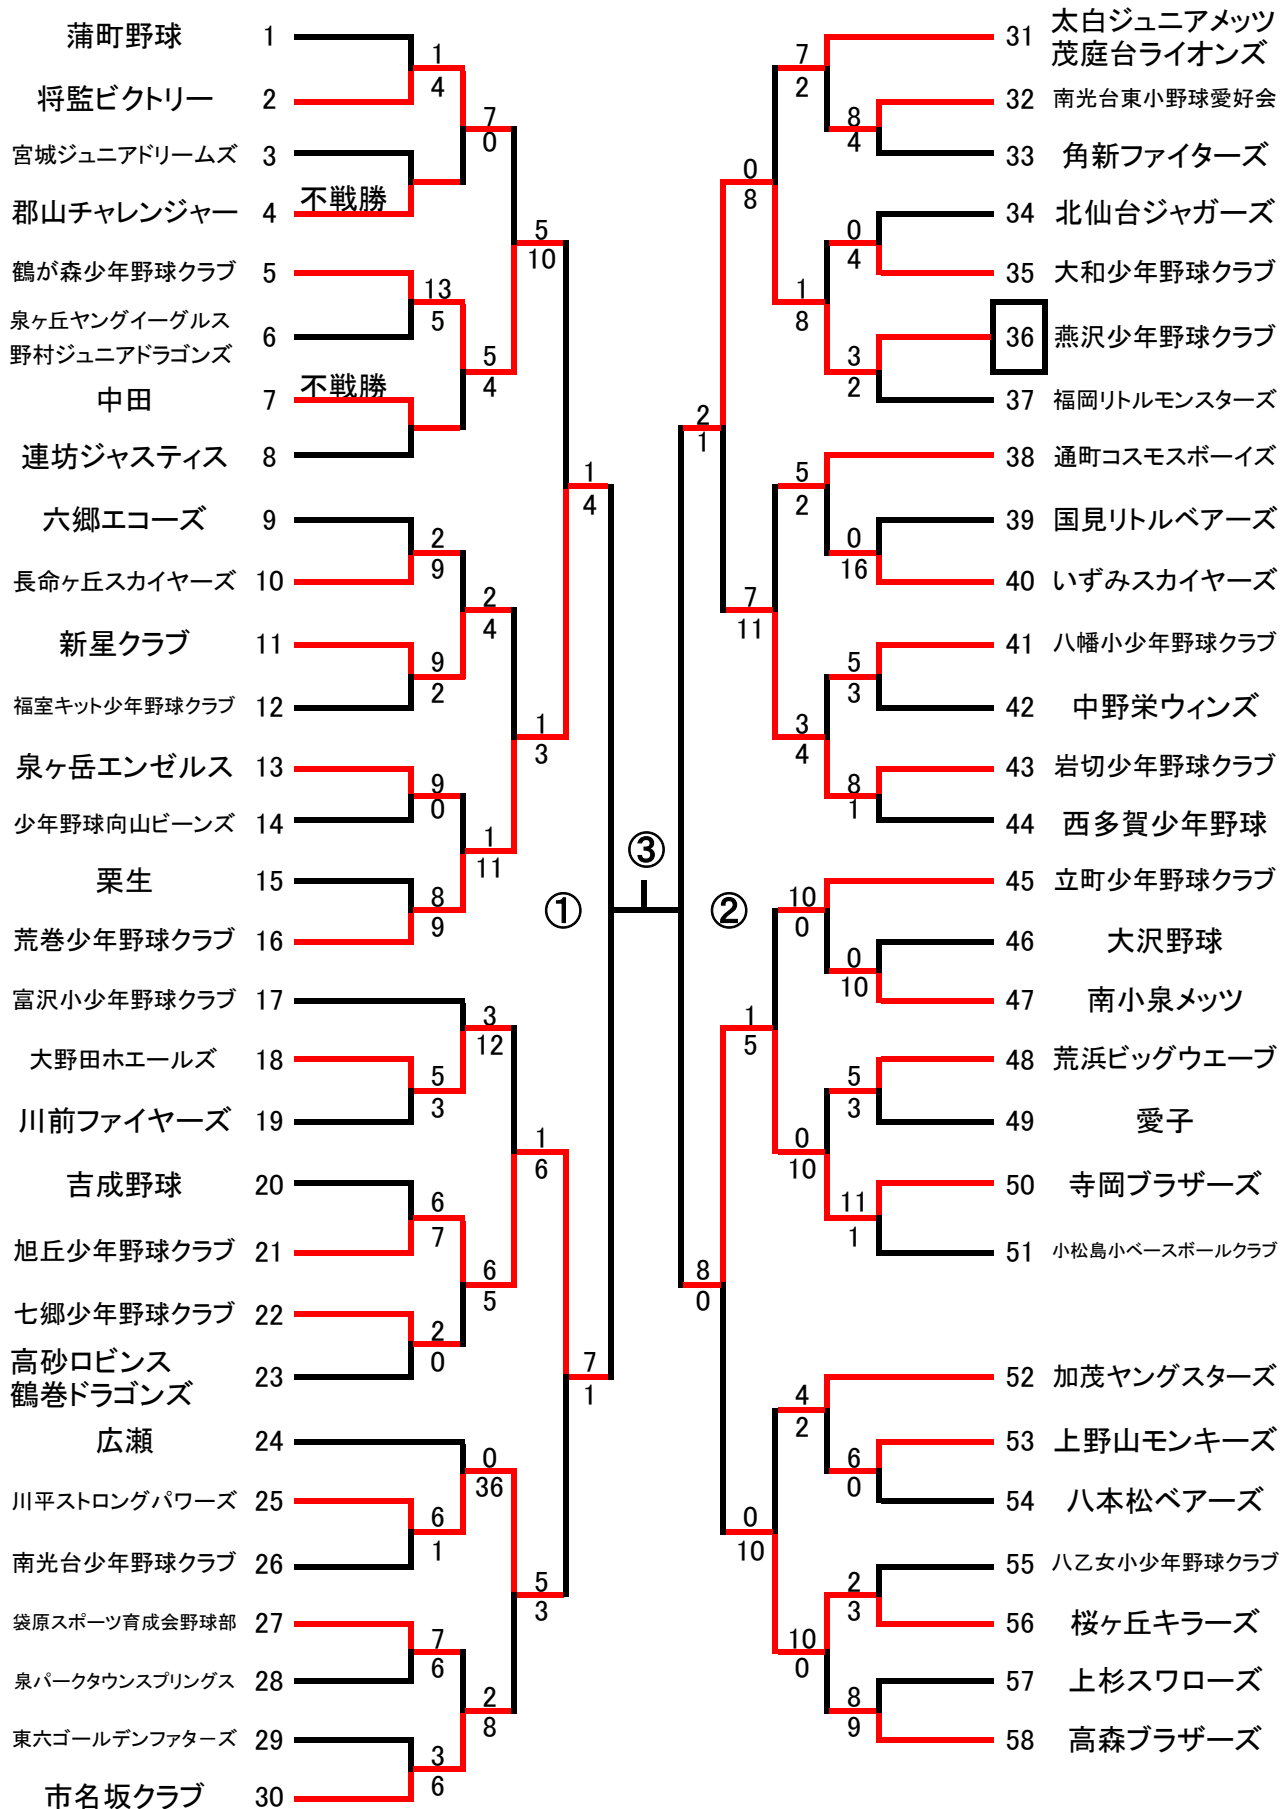 蒲町野球 1
将監ビクトリー 2
宮城ジュニアドリームズ 3
郡山チャレンジャー 4 不戦勝
鶴が森少年野球クラブ 5
泉ヶ丘ヤングイーグルス
野村ジュニアドラゴンズ 6
中田 7 不戦勝
連坊ジャスティス 8
六郷エコーズ 9
長命ヶ丘スカイヤーズ 10
新星クラブ 11
福室キット少年野球クラブ 12
泉ヶ岳エンゼルス 13
少年野球向山ビーンズ 14
栗生 15
荒巻少年野球クラブ 16
富沢小少年野球クラブ 17
大野田ホエールズ 18
川前ファイヤーズ 19
吉成野球 20
旭丘少年野球クラブ 21
七郷少年野球クラブ 22
高砂ロビンス
鶴巻ドラゴンズ 23
広瀬 24
川平ストロングパワーズ 25
南光台少年野球クラブ 26
袋原スポーツ育成会野球部 27
泉パークタウンスプリングス 28
東六ゴールデンファターズ 29
市名坂クラブ 30
1
4
13
5
2
9
9
2
9
0
8
9
5
3
6
7
2
0
6
1
7
6
3
6
7
0
5
4
2
4
1
11
3
12
6
5
0
36
2
8
5
10
1
3
1
6
5
3
1
4
7
1
①
③
②
2
1
8
0
0
8
7
11
1
5
0
10
7
2
1
8
5
2
3
4
10
0
0
10
4
2
10
0
8
4
0
4
3
2
0
16
5
3
8
1
0
10
5
3
11
1
6
0
2
3
8
9
31 太白ジュニアメッツ
茂庭台ライオンズ
32 南光台東小野球愛好会
33 角新ファイターズ
34 北仙台ジャガーズ
35 大和少年野球クラブ
36 燕沢少年野球クラブ
37 福岡リトルモンスターズ
38 通町コスモスボーイズ
39 国見リトルベアーズ
40 いずみスカイヤーズ
41 八幡小少年野球クラブ
42 中野栄ウィンズ
43 岩切少年野球クラブ
44 西多賀少年野球
45 立町少年野球クラブ
46 大沢野球
47 南小泉メッツ
48 荒浜ビッグウエーブ
49 愛子
50 寺岡ブラザーズ
51 小松島小ベースボールクラブ
52 加茂ヤングスターズ
53 上野山モンキーズ
54 八本松ベアーズ
55 八乙女小少年野球クラブ
56 桜ヶ丘キラーズ
57 上杉スワローズ
58 高森ブラザーズ